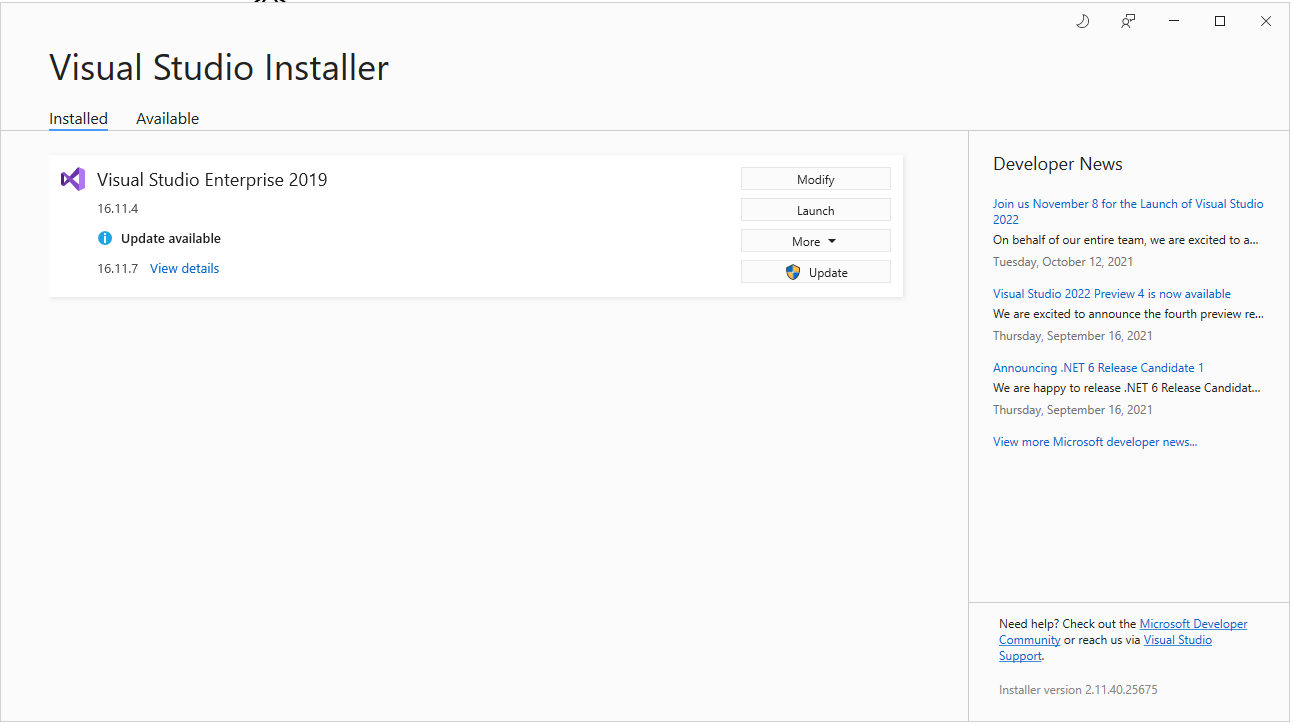 Visual Studio Installer
Installed
Available
Visual Studio Enterprise 2019
16.11.4
Update available
16.11.7 View details
Modify
Launch
More
Update
Developer News
Join us November 8 for the Launch of Visual Studio
2022
On behalf of our entire team, we are excited to a...
Tuesday, October 12, 2021
Visual Studio 2022 Preview 4 is now available
We are excited to announce the fourth preview re...
Thursday, September 16, 2021
Announcing .NET 6 Release Candidate 1
We are happy to release .NET 6 Release Candidat...
Thursday, September 16, 2021
View more Microsoft developer news...
Need help? Check out the Microsoft Developer
Community or reach us via Visual Studio
Support.
Installer version 2.11.40.25675